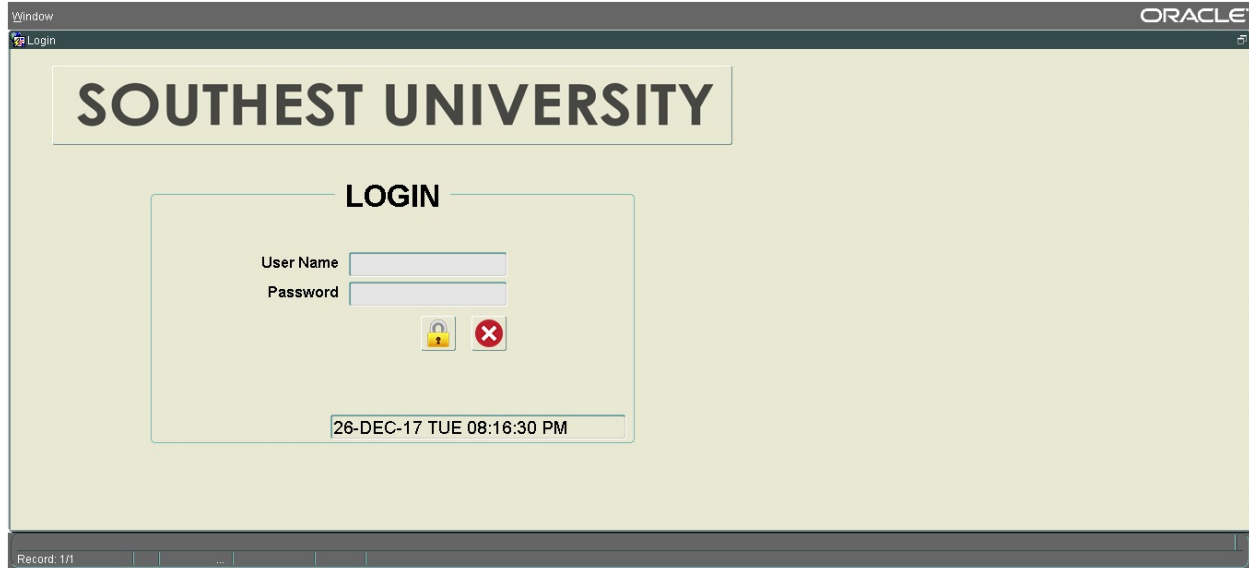 Window
ORACLE
Login
SOUTHEST UNIVERSITY
LOGIN
User Name
Password
26-DEC-17 TUE 08:16:30 PM
Record: 1/1
...